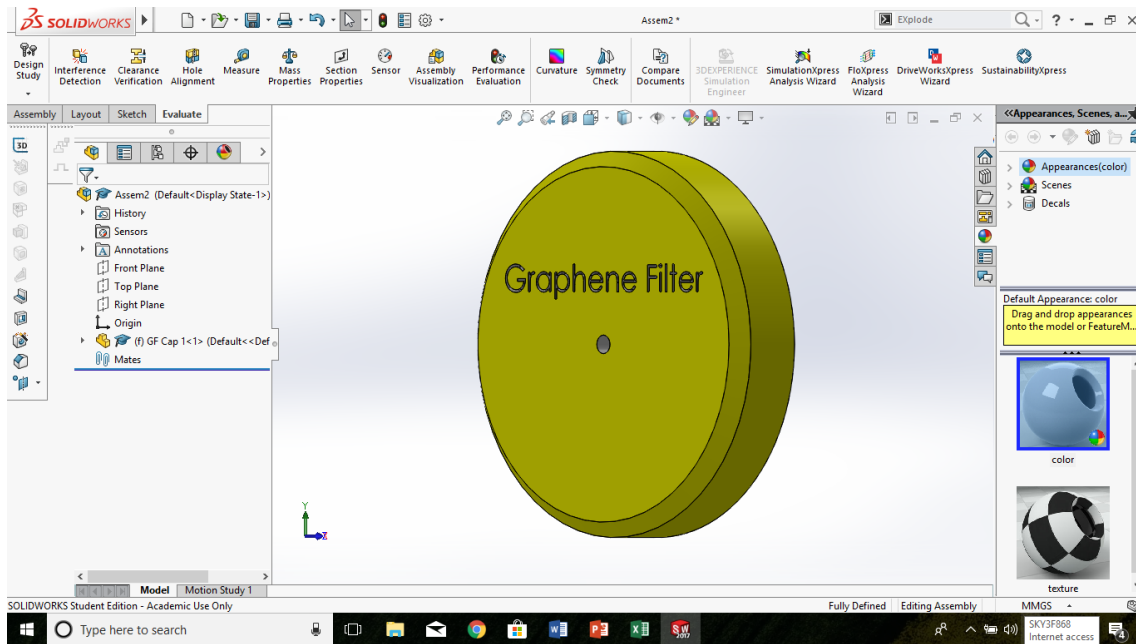 SOLIDWORKS
Assem2 *
EXplode
Design Study
Interference Detection
Clearance Verification
Hole Alignment
Measure
Mass Properties
Section Properties
Sensor
Assembly Visualization
Performance Evaluation
Curvature
Symmetry Check
Compare Documents
3DEXPERIENCE Simulation Engineer
SimulationXpress Analysis Wizard
FloXpress Analysis Wizard
DriveWorksXpress Wizard
SustainabilityXpress
Assembly Layout Sketch Evaluate
3D
Assem2 (Default<Display State-1>)
History
Sensors
Annotations
Front Plane
Top Plane
Right Plane
Origin
(f) GF Cap 1<1> (Default<<Def
Mates
Graphene Filter
Y
Z
<<Appearances, Scenes, a...
Appearances(color)
Scenes
Decals
Default Appearance: color
Drag and drop appearances
onto the model or FeatureM...
color
texture
Model Motion Study 1
SOLIDWORKS Student Edition - Academic Use Only
Fully Defined Editing Assembly MMGS
Type here to search
SW 2017
SKY3F868
Internet access
4